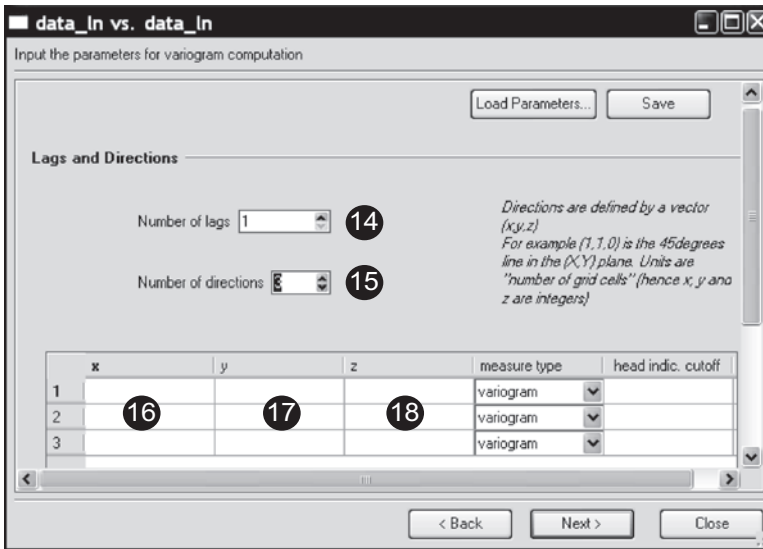 data_ln vs. data_ln
Input the parameters for variogram computation
Load Parameters...
Save
Lags and Directions
Number of lags 1
14
Number of directions 3
15
Directions are defined by a vector
(x,y,z)
For example (1,1,0) is the 45degrees
line in the (X,Y) plane. Units are
"number of grid cells" (hence x, y and
z are integers)
x y z measure type head indic. cutoff
1 variogram
2 16 17 18 variogram
3 variogram
< Back
Next >
Close